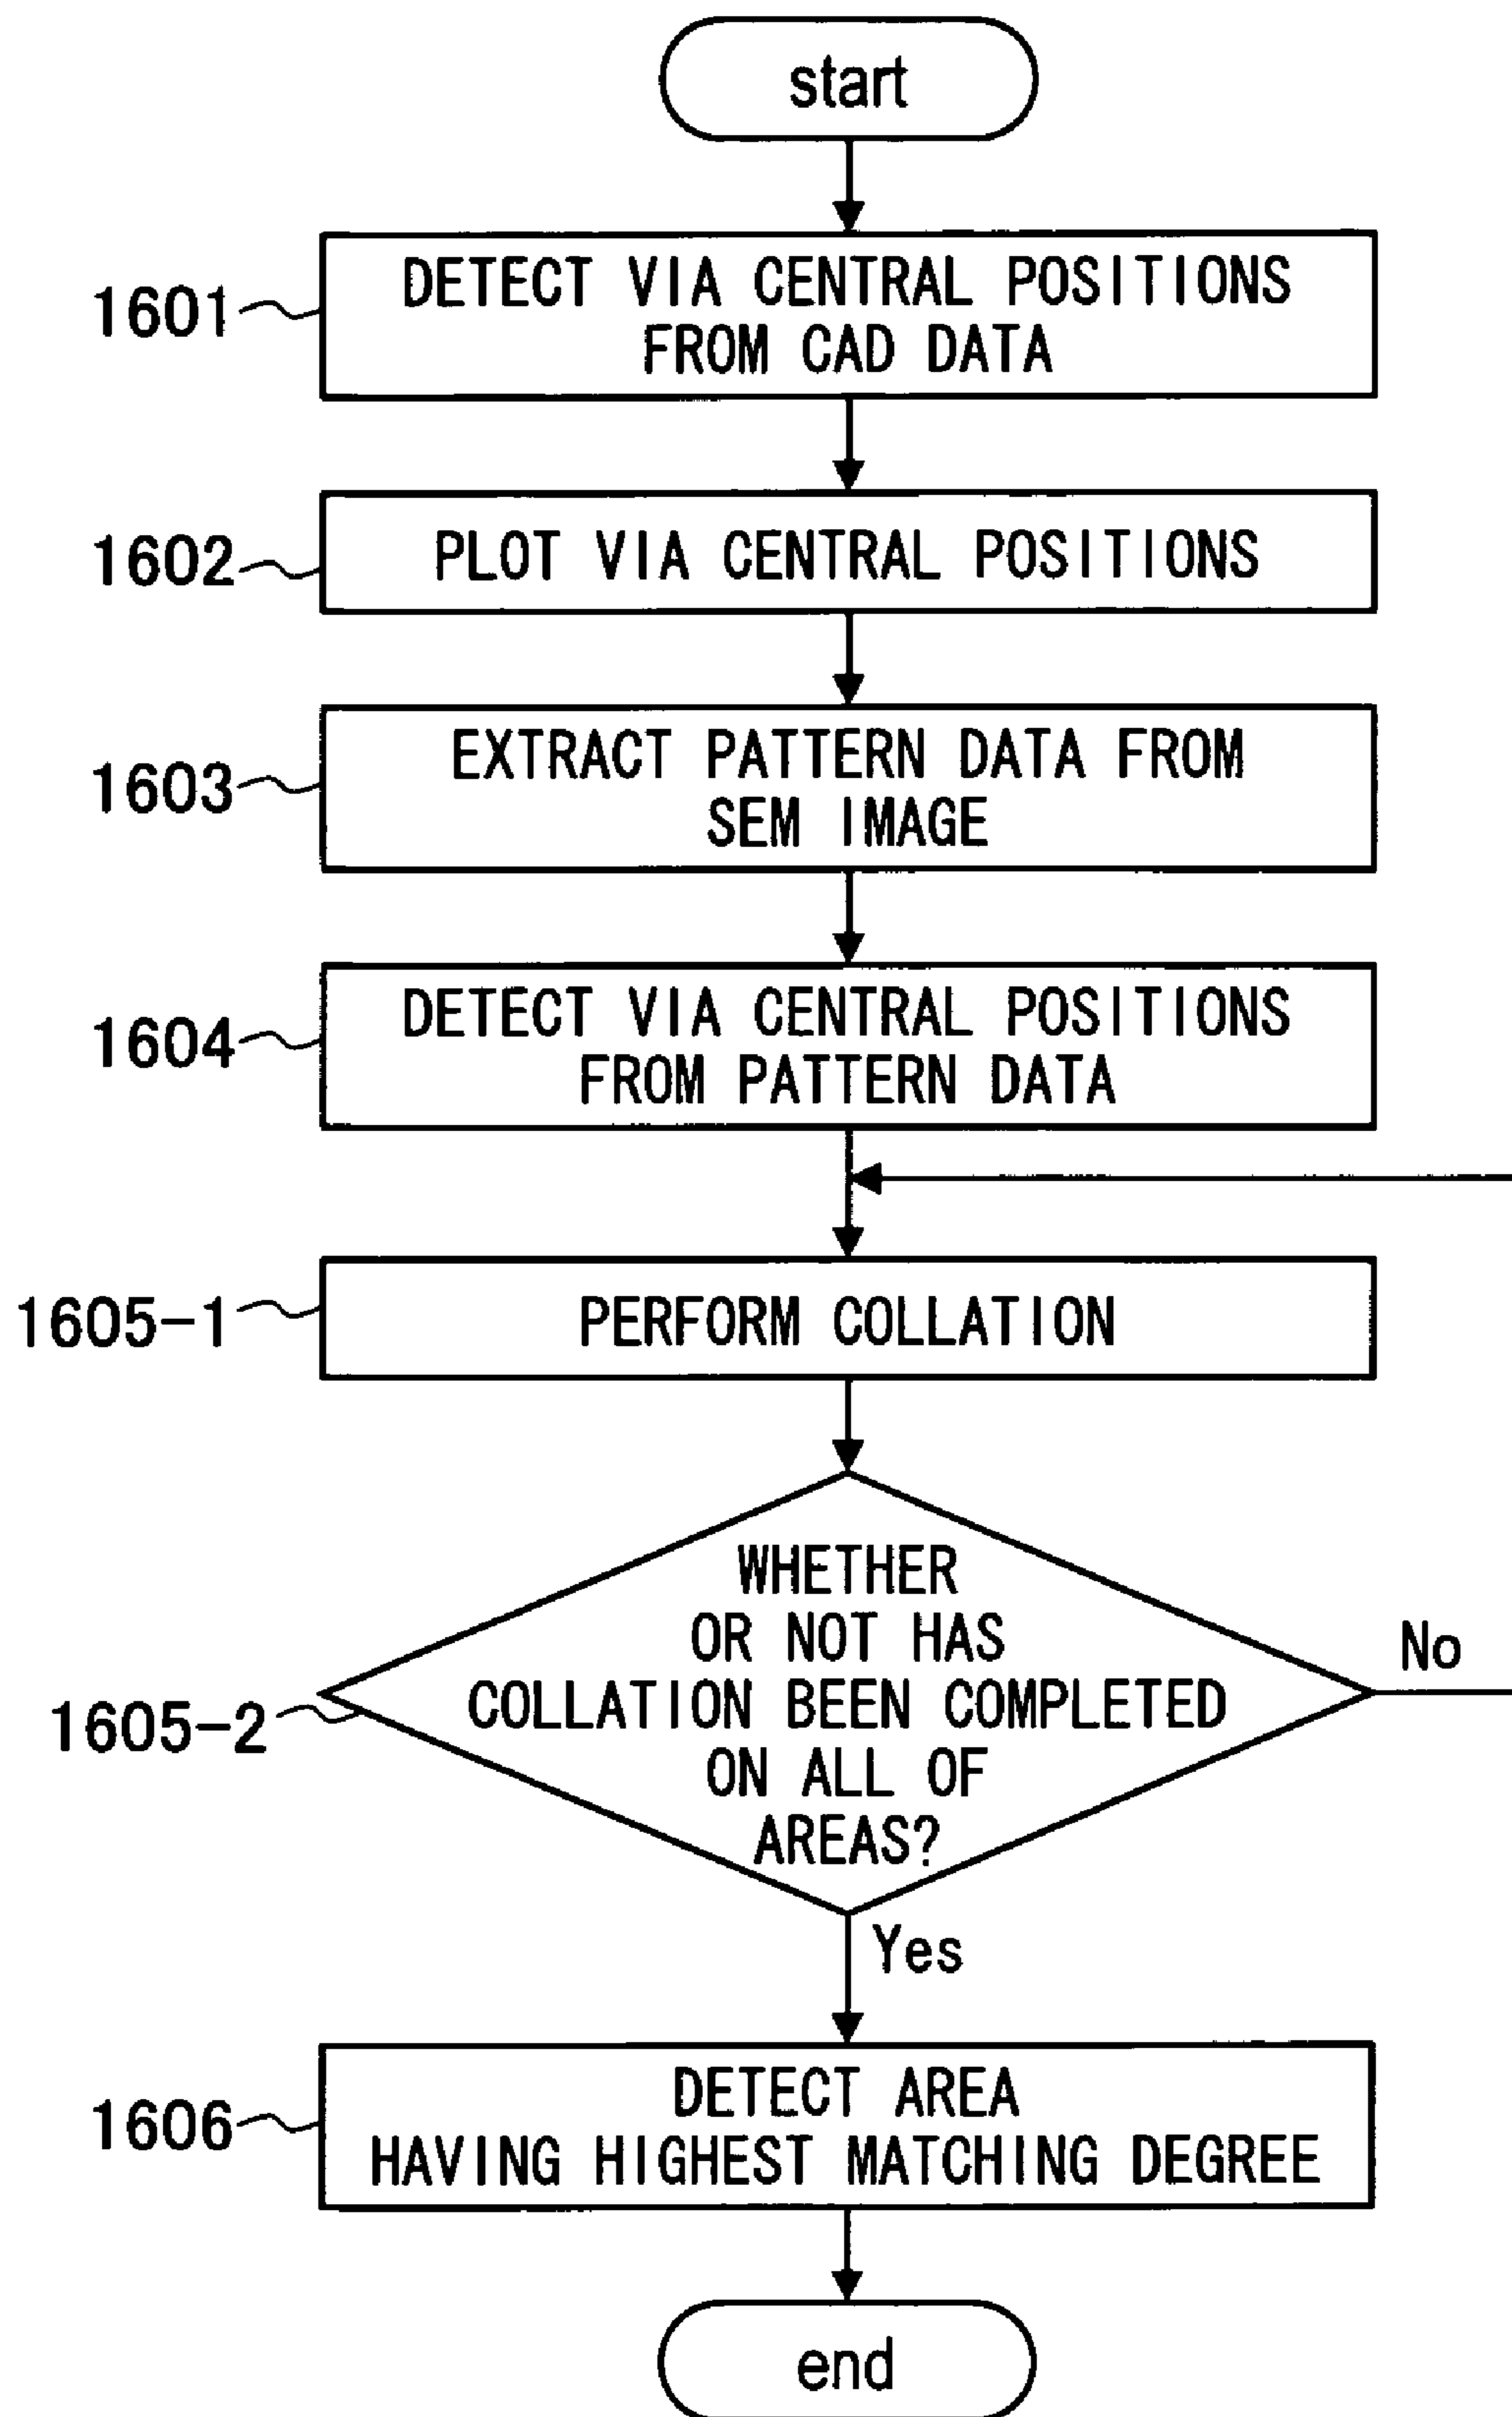 start
1601
DETECT VIA CENTRAL POSITIONS
FROM CAD DATA
1602
PLOT VIA CENTRAL POSITIONS
1603
EXTRACT PATTERN DATA FROM
SEM IMAGE
1604
DETECT VIA CENTRAL POSITIONS
FROM PATTERN DATA
1605-1
PERFORM COLLATION
1605-2
WHETHER
OR NOT HAS
COLLATION BEEN COMPLETED
ON ALL OF
AREAS?
No
Yes
1606
DETECT AREA
HAVING HIGHEST MATCHING DEGREE
end